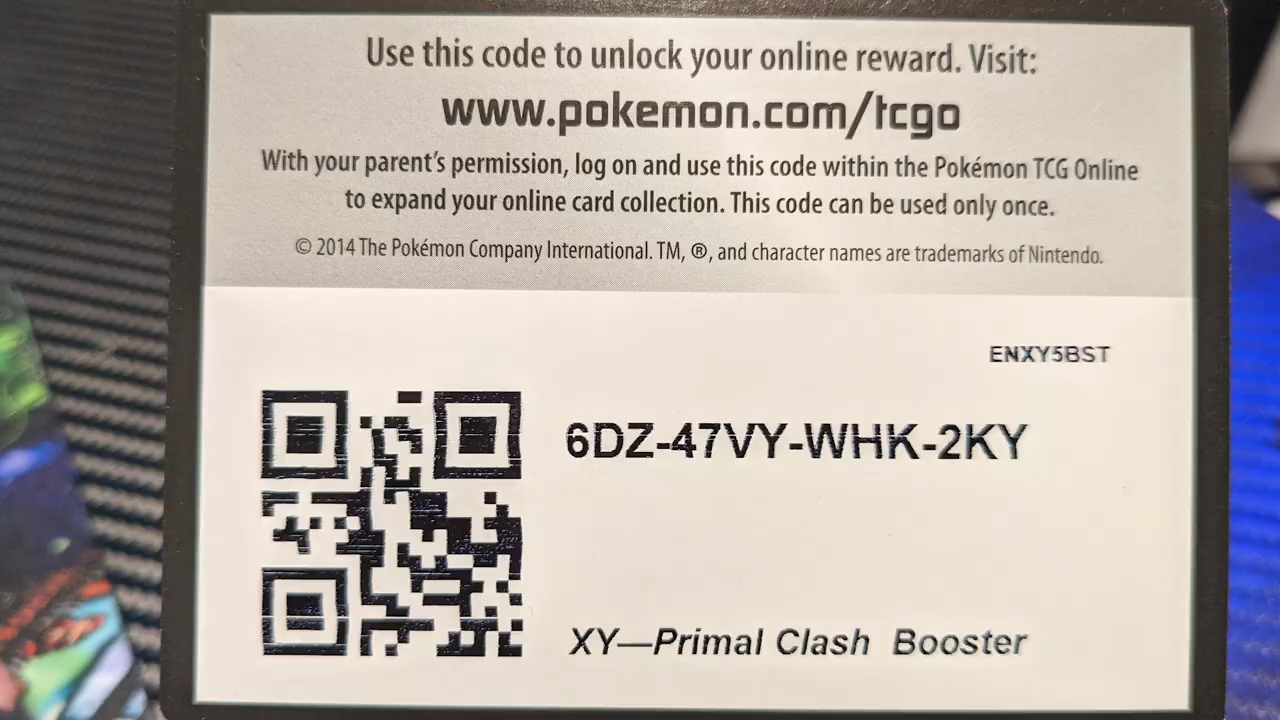 Use this code to unlock your online reward. Visit:
www.pokemon.com/tcgo
With your parent's permission, log on and use this code within the Pokémon TCG Online
to expand your online card collection. This code can be used only once.
© 2014 The Pokémon Company International. TM, ®, and character names are trademarks of Nintendo.
ENXY5BST
6DZ-47VY-WHK-2KY
XY—Primal Clash Booster